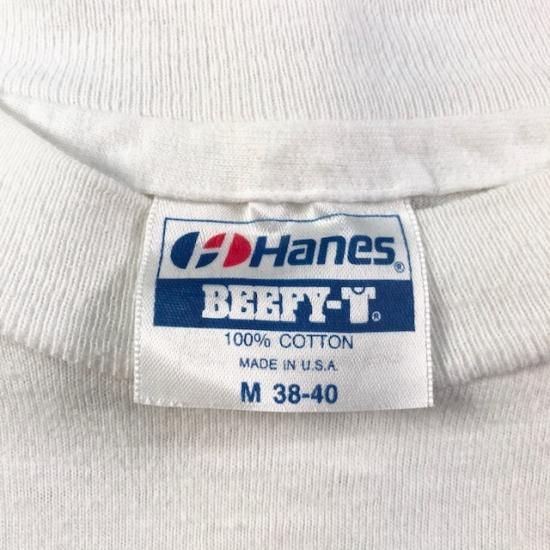 Hanes®
BEEFY-T®
100% COTTON
MADE IN U.S.A.
M 38-40